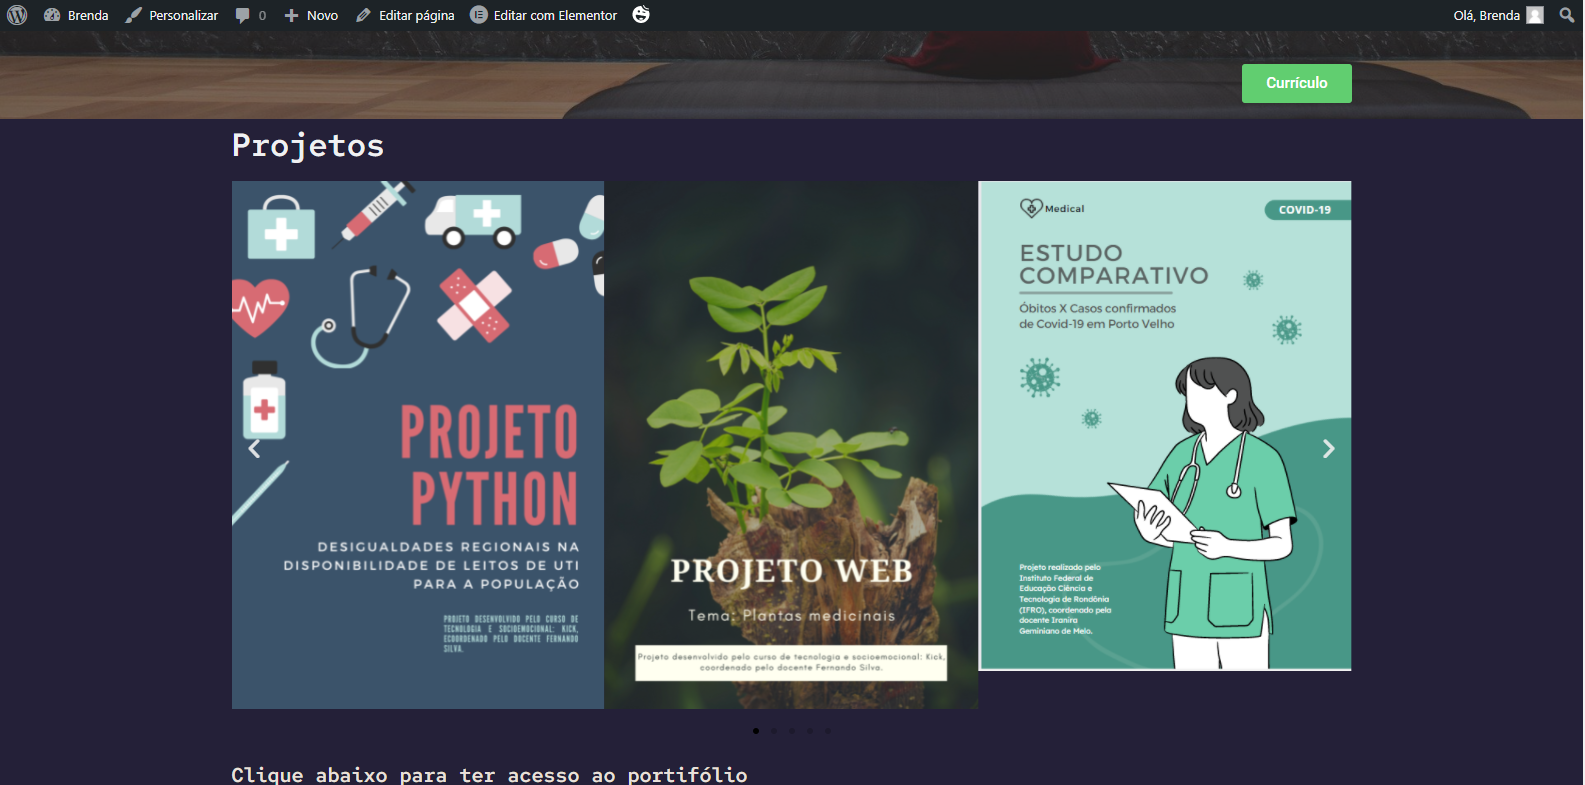 Brenda Personalizar 0 Novo Editar página Editar com Elementor Olá, Brenda
Currículo
Projetos
PROJETO
PYTHON
DESIGUALDADES REGIONAIS NA
DISPONIBILIDADE DE LEITOS DE UTI
PARA A POPULAÇÃO
PROJETO DESENVOLVIDO PELO CURSO DE
TECNOLOGIA E SOCIOEMOCIONAL: KICK,
ECOORDENADO PELO DOCENTE FERNANDO
SILVA.
PROJETO WEB
Tema: Plantas medicinais
Projeto desenvolvido pelo curso de tecnologia e socioemocional: Kick,
coordenado pelo docente Fernando Silva.
Medical
COVID-19
ESTUDO
COMPARATIVO
Óbitos X Casos confirmados
de Covid-19 em Porto Velho
Projeto realizado pelo
Instituto Federal de
Educação Ciência e
Tecnologia de Rondônia
(IFRO), coordenado pela
docente Iranira
Geminiano de Melo.
Clique abaixo para ter acesso ao portifólio